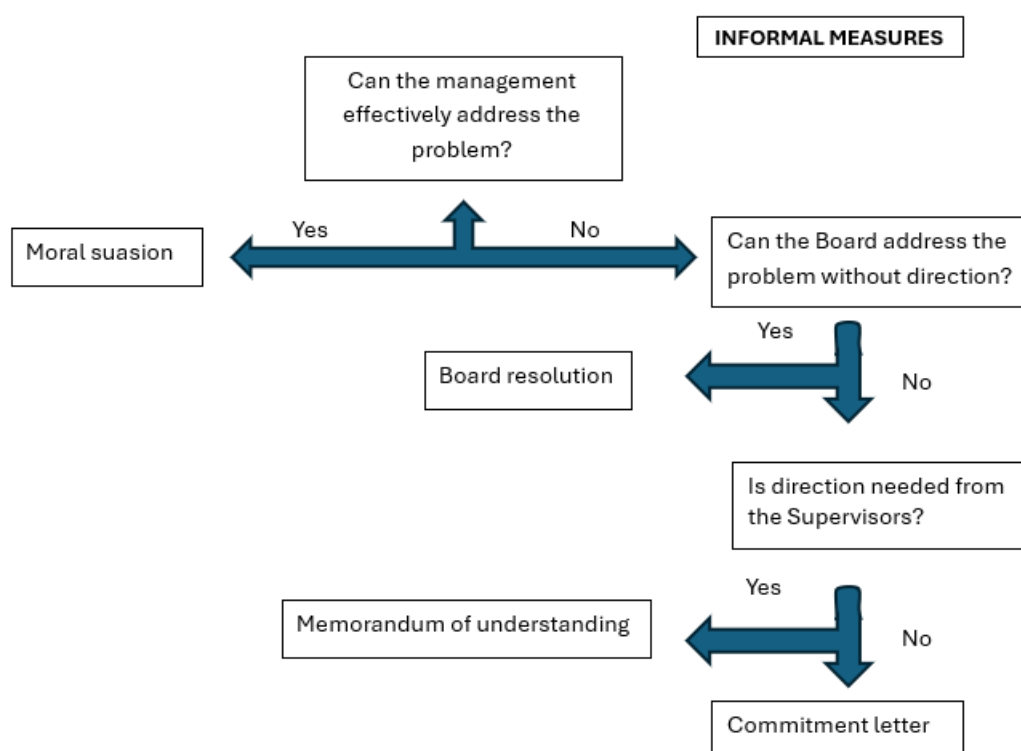 INFORMAL MEASURES
Can the management
effectively address the
problem?
Yes
No
Moral suasion
Can the Board address the
problem without direction?
Yes
Board resolution
No
Is direction needed from
the Supervisors?
Yes
Memorandum of understanding
No
Commitment letter